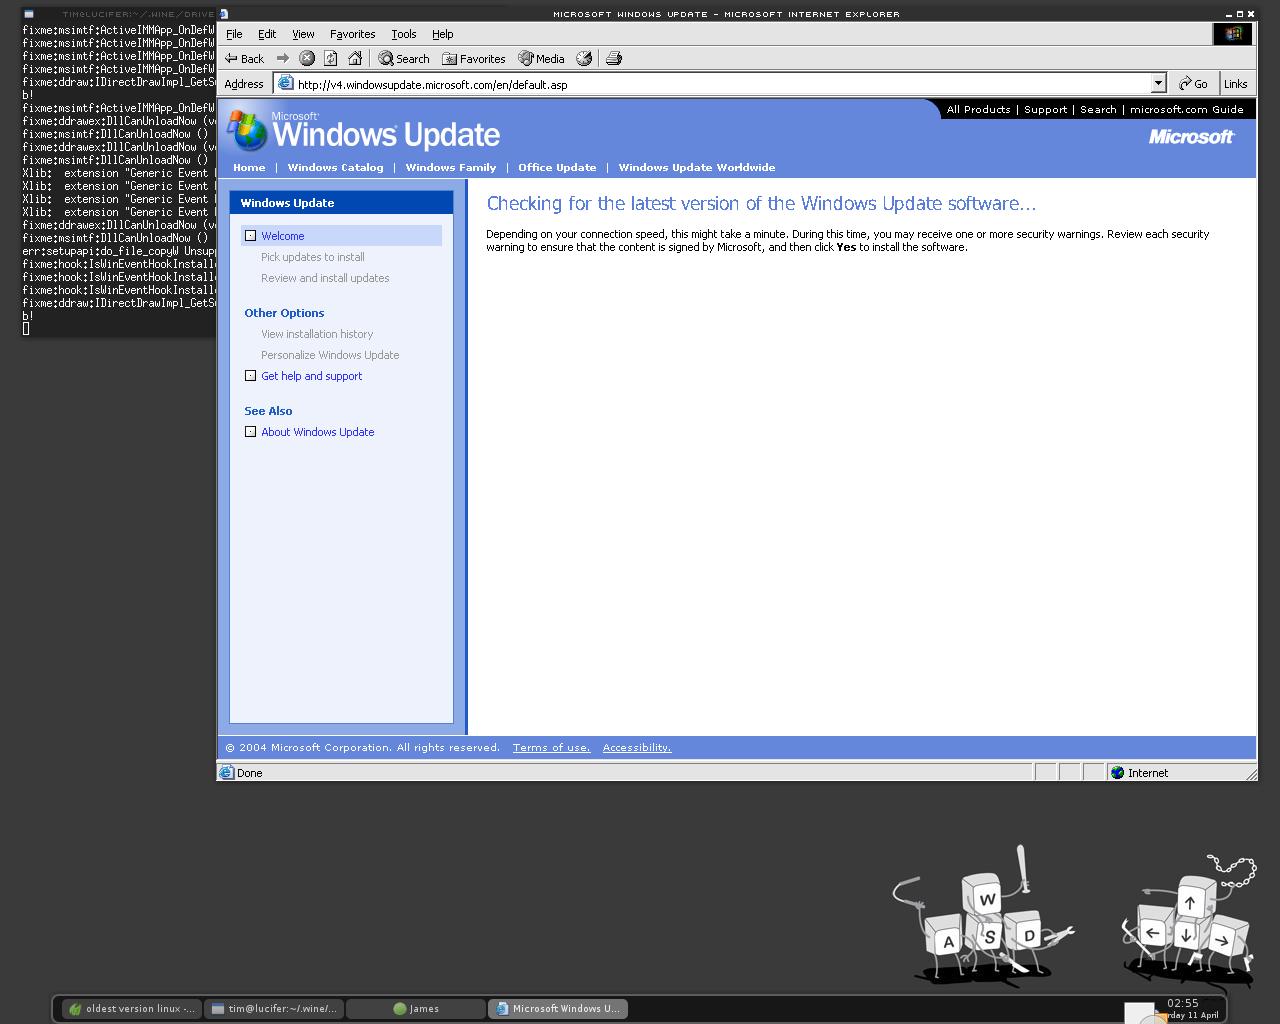 TIM@LUCIFER:~/.WINE/DRIVE
fixme:msimtf:ActiveIMMApp_OnDefW
fixme:msimtf:ActiveIMMApp_OnDefW
fixme:msimtf:ActiveIMMApp_OnDefW
fixme:msimtf:ActiveIMMApp_OnDefW
fixme:ddraw:IDirectDrawImpl_GetS
b!
fixme:msimtf:ActiveIMMApp_OnDefW
fixme:ddrawex:DllCanUnloadNow (v
fixme:msimtf:DllCanUnloadNow ()
fixme:ddrawex:DllCanUnloadNow (v
fixme:msimtf:DllCanUnloadNow ()
Xlib:  extension "Generic Event
Xlib:  extension "Generic Event
Xlib:  extension "Generic Event
Xlib:  extension "Generic Event
fixme:ddrawex:DllCanUnloadNow (v
fixme:msimtf:DllCanUnloadNow ()
err:setupapi:do_file_copyW Unsupp
fixme:hook:IsWinEventHookInstalle
fixme:hook:IsWinEventHookInstalle
fixme:hook:IsWinEventHookInstalle
fixme:ddraw:IDirectDrawImpl_GetS
b!
MICROSOFT WINDOWS UPDATE - MICROSOFT INTERNET EXPLORER
File Edit View Favorites Tools Help
Back Search Favorites Media
Address http://v4.windowsupdate.microsoft.com/en/default.asp Go Links
All Products | Support | Search | microsoft.com Guide
Microsoft
Windows Update
Microsoft
Home | Windows Catalog | Windows Family | Office Update | Windows Update Worldwide
Windows Update
Welcome
Pick updates to install
Review and install updates
Other Options
View installation history
Personalize Windows Update
Get help and support
See Also
About Windows Update
Checking for the latest version of the Windows Update software...
Depending on your connection speed, this might take a minute. During this time, you may receive one or more security warnings. Review each security
warning to ensure that the content is signed by Microsoft, and then click Yes to install the software.
© 2004 Microsoft Corporation. All rights reserved. Terms of use. Accessibility.
Done Internet
W
A S D
oldest version linux -... tim@lucifer:~/.wine/... James Microsoft Windows U...
02:55
rday 11 April